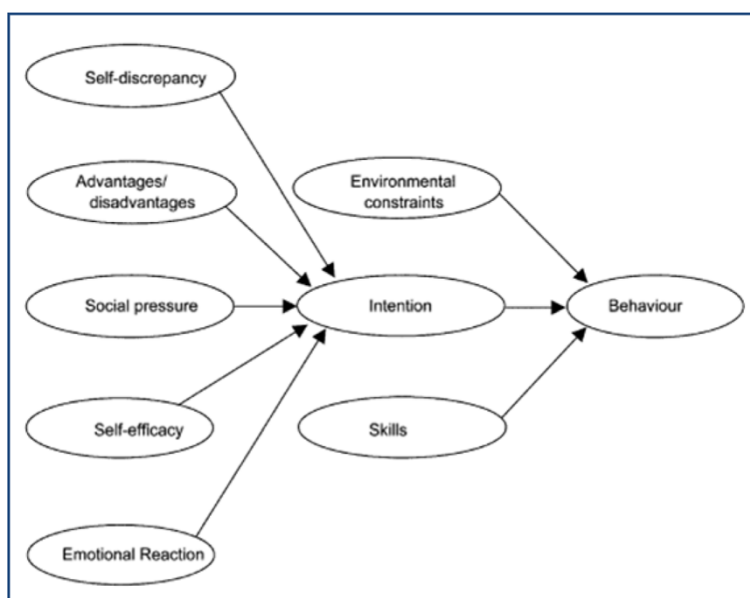 Self-discrepancy
Advantages/
disadvantages
Environmental
constraints
Social pressure
Intention
Behaviour
Self-efficacy
Skills
Emotional Reaction